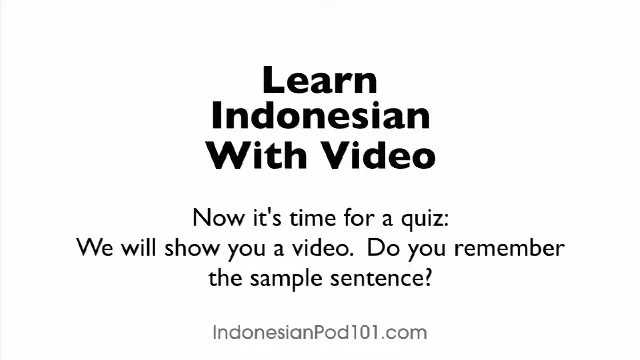 Learn
Indonesian
With Video
Now it's time for a quiz:
We will show you a video.  Do you remember
the sample sentence?
IndonesianPod101.com